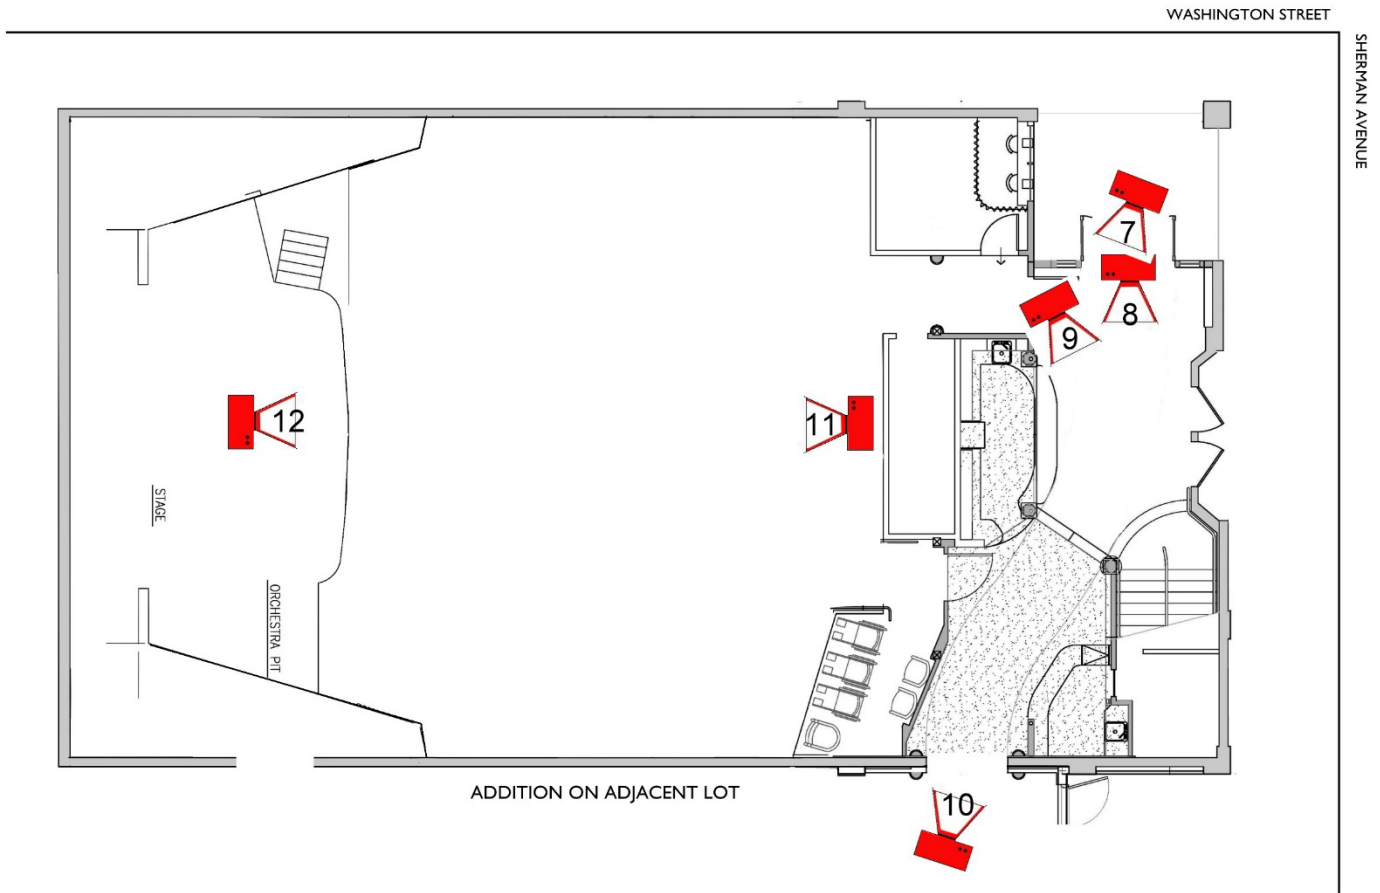 WASHINGTON STREET
SHERMAN AVENUE
7
8
9
12
11
STAGE
ORCHESTRA PIT
ADDITION ON ADJACENT LOT
10